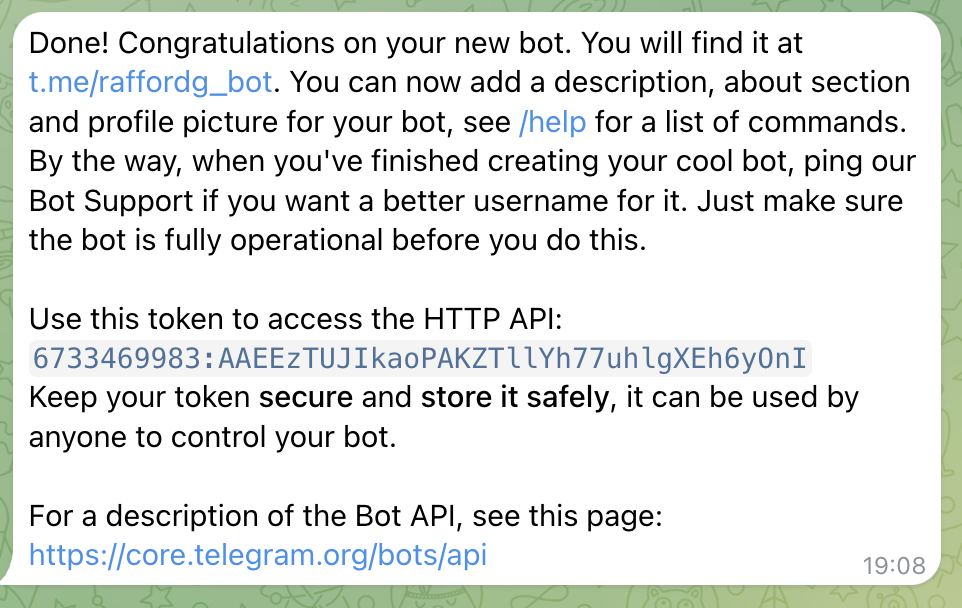 Done! Congratulations on your new bot. You will find it at
t.me/raffordg_bot. You can now add a description, about section
and profile picture for your bot, see /help for a list of commands.
By the way, when you've finished creating your cool bot, ping our
Bot Support if you want a better username for it. Just make sure
the bot is fully operational before you do this.

Use this token to access the HTTP API:
6733469983:AAEEzTUJIkaoPAKZTllYh77uhlgXEh6yOnI
Keep your token secure and store it safely, it can be used by
anyone to control your bot.

For a description of the Bot API, see this page:
https://core.telegram.org/bots/api
19:08